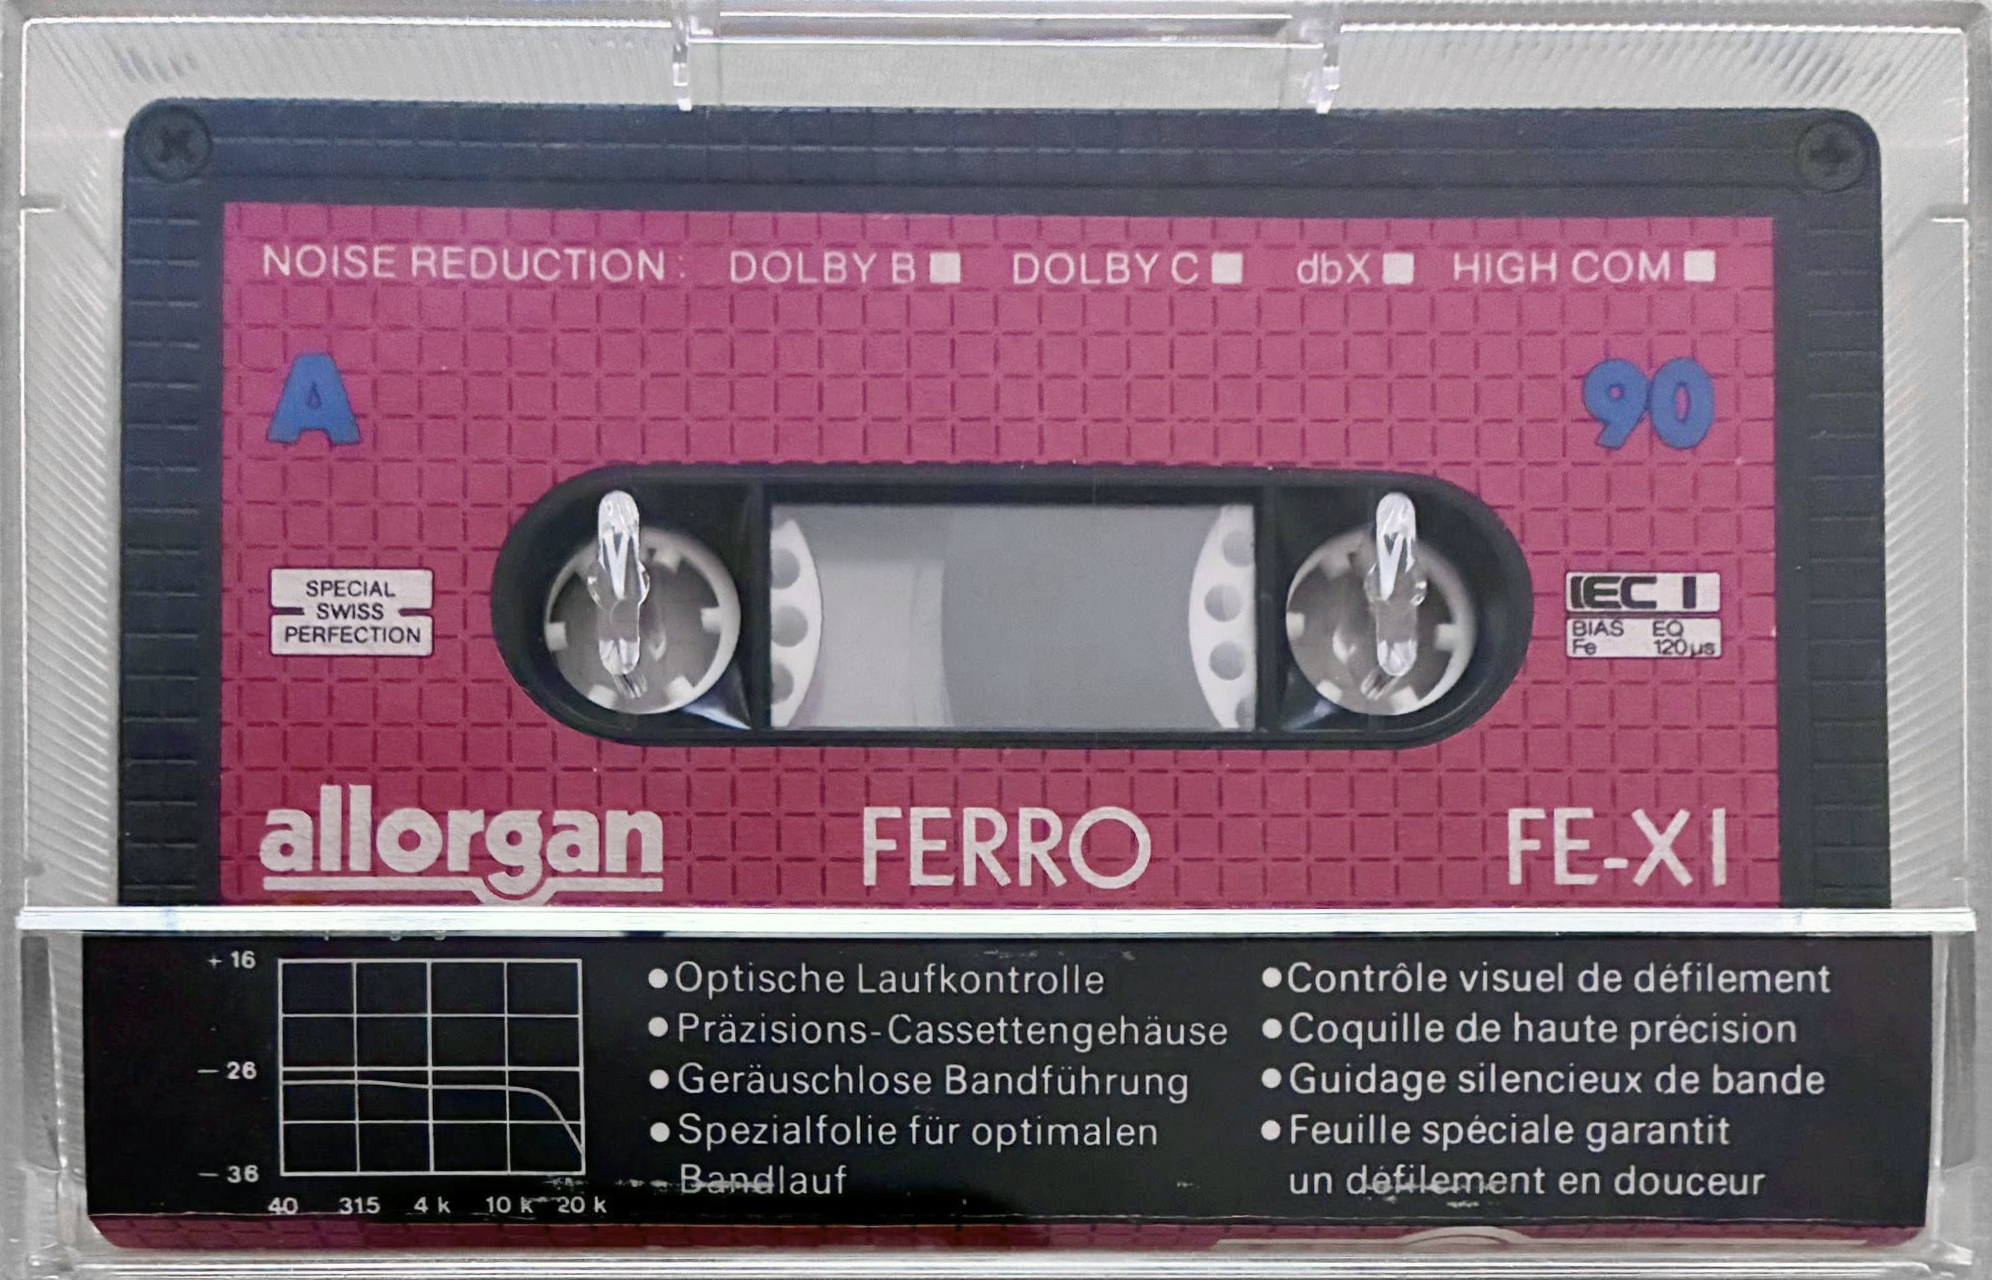 NOISE REDUCTION: DOLBY B DOLBY C dbX HIGH COM
A
90
SPECIAL
SWISS
PERFECTION
IEC I
BIAS EQ
Fe 120µs
allorgan FERRO FE-XI
+ 16
− 26
− 36
40 315 4 k 10 k 20 k
●Optische Laufkontrolle
●Präzisions-Cassettengehäuse
●Geräuschlose Bandführung
●Spezialfolie für optimalen
Bandlauf
●Contrôle visuel de défilement
●Coquille de haute précision
●Guidage silencieux de bande
●Feuille spéciale garantit
un défilement en douceur